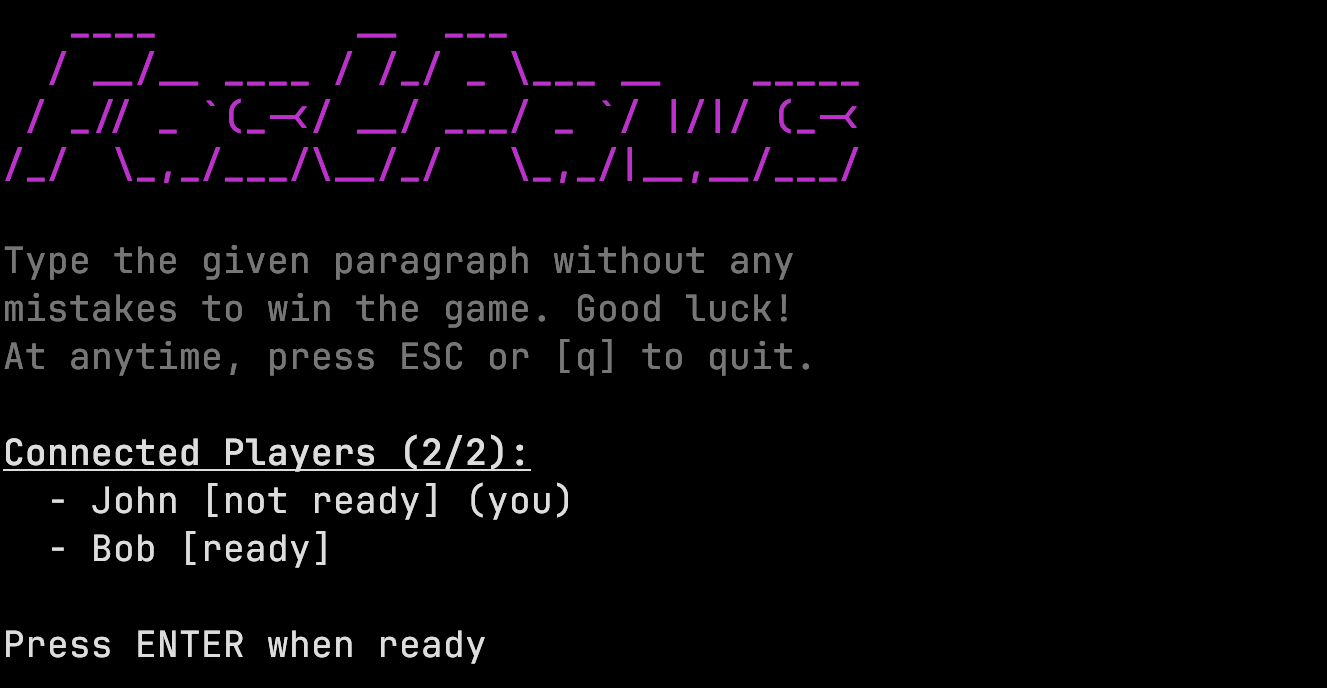 FastPaws
Type the given paragraph without any
mistakes to win the game. Good luck!
At anytime, press ESC or [q] to quit.
Connected Players (2/2):
- John [not ready] (you)
- Bob [ready]
Press ENTER when ready